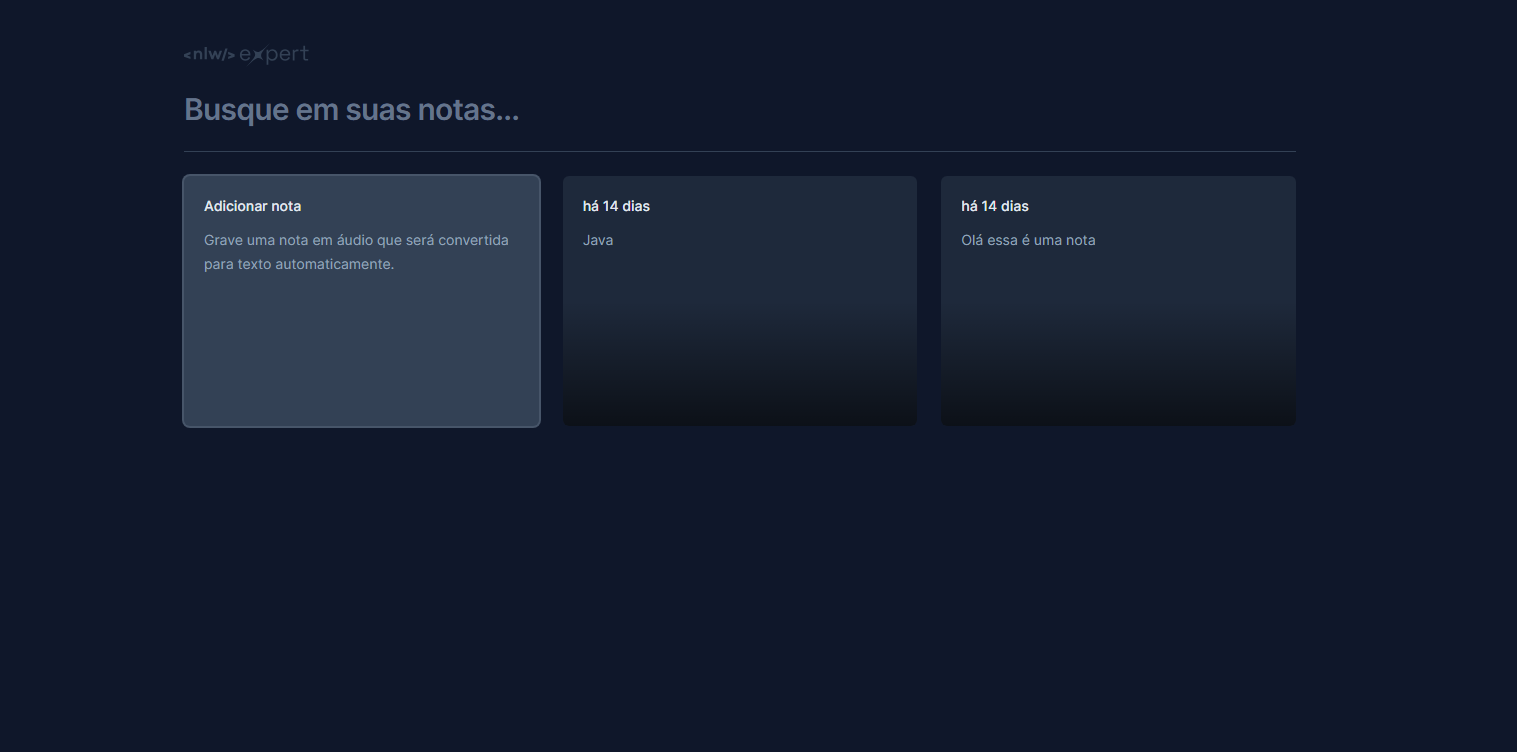 <nlw/> expert
Busque em suas notas...
Adicionar nota
Grave uma nota em áudio que será convertida
para texto automaticamente.
há 14 dias
Java
há 14 dias
Olá essa é uma nota